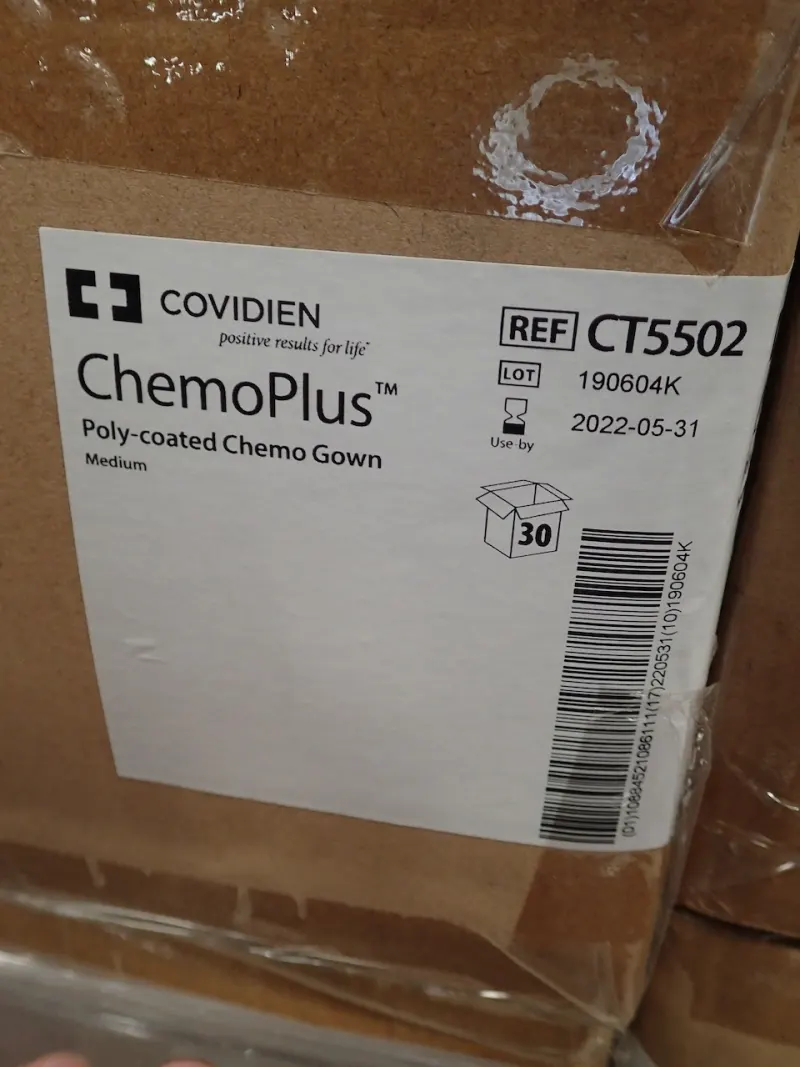 COVIDIEN
positive results for life™
ChemoPlus™
Poly-coated Chemo Gown
Medium
REF CT5502
LOT 190604K
2022-05-31
Use-by
30
(01)10884521086111(17)220531(10)190604K